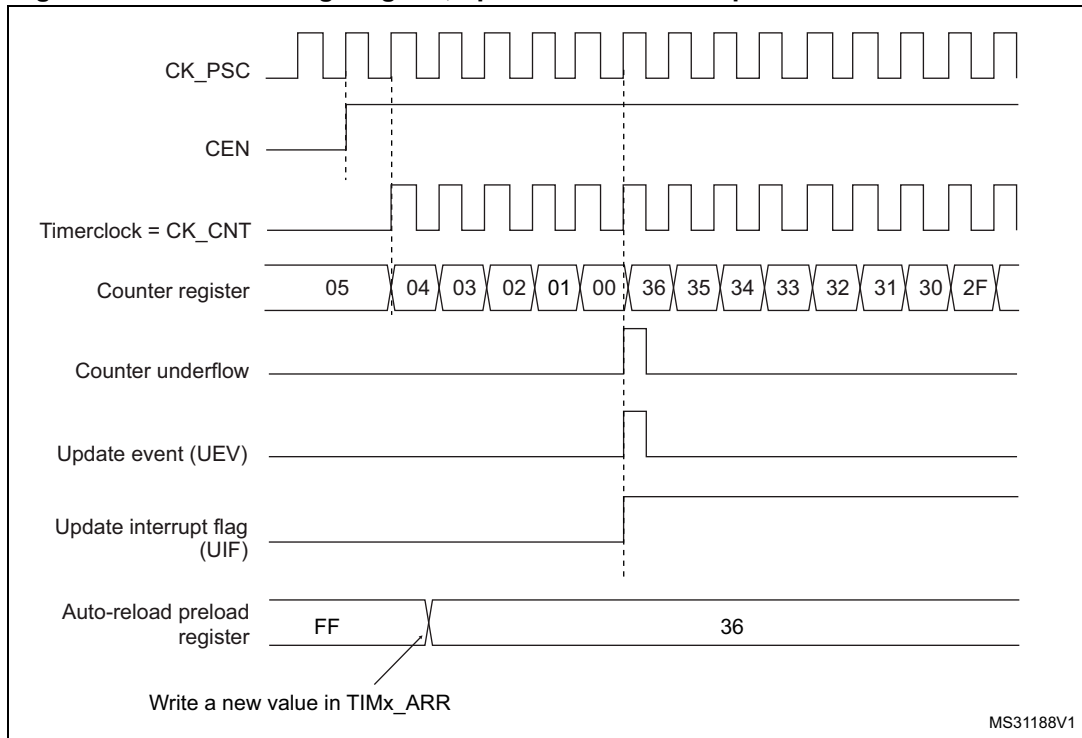 CK_PSC
CEN
Timerclock = CK_CNT
Counter register
05 04 03 02 01 00 36 35 34 33 32 31 30 2F
Counter underflow
Update event (UEV)
Update interrupt flag
(UIF)
Auto-reload preload
register
FF 36
Write a new value in TIMx_ARR
MS31188V1